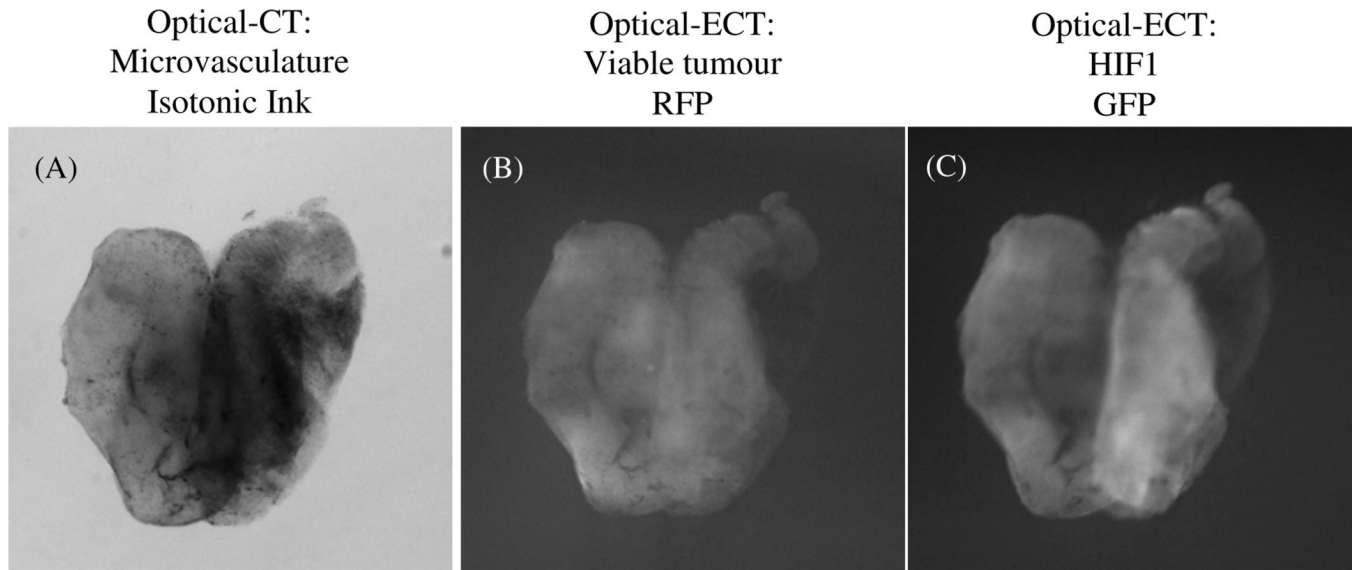 Optical-CT:
Microvasculature
Isotonic Ink
Optical-ECT:
Viable tumour
RFP
Optical-ECT:
HIF1
GFP
(A)
(B)
(C)